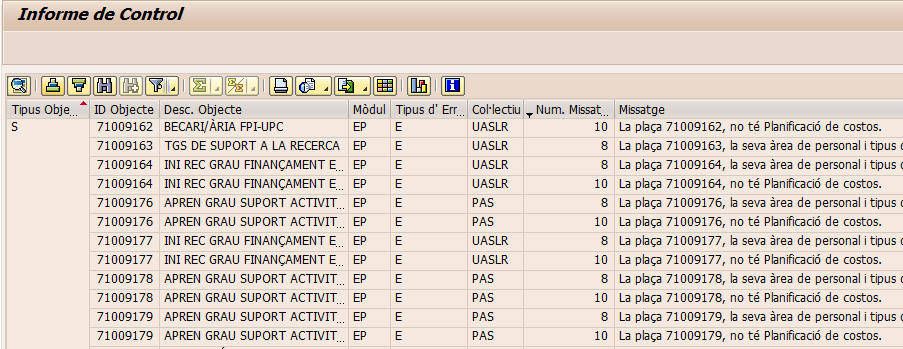 Informe de Control
Tipus Obje... ID Objecte Desc. Objecte Mòdul Tipus d' Err... Col·lectiu Num. Missat... Missatge
S 71009162 BECARI/ÀRIA FPI-UPC EP E UASLR 10 La plaça 71009162, no té Planificació de costos.
71009163 TGS DE SUPORT A LA RECERCA EP E UASLR 8 La plaça 71009163, la seva àrea de personal i tipus
71009164 INI REC GRAU FINANÇAMENT E... EP E UASLR 8 La plaça 71009164, la seva àrea de personal i tipus
71009164 INI REC GRAU FINANÇAMENT E... EP E UASLR 10 La plaça 71009164, no té Planificació de costos.
71009176 APREN GRAU SUPORT ACTIVIT... EP E PAS 8 La plaça 71009176, la seva àrea de personal i tipus
71009176 APREN GRAU SUPORT ACTIVIT... EP E PAS 10 La plaça 71009176, no té Planificació de costos.
71009177 INI REC GRAU FINANÇAMENT E... EP E UASLR 8 La plaça 71009177, la seva àrea de personal i tipus
71009177 INI REC GRAU FINANÇAMENT E... EP E UASLR 10 La plaça 71009177, no té Planificació de costos.
71009178 APREN GRAU SUPORT ACTIVIT... EP E PAS 8 La plaça 71009178, la seva àrea de personal i tipus
71009178 APREN GRAU SUPORT ACTIVIT... EP E PAS 10 La plaça 71009178, no té Planificació de costos.
71009179 APREN GRAU SUPORT ACTIVIT... EP E PAS 8 La plaça 71009179, la seva àrea de personal i tipus
71009179 APREN GRAU SUPORT ACTIVIT... EP E PAS 10 La plaça 71009179, no té Planificació de costos.